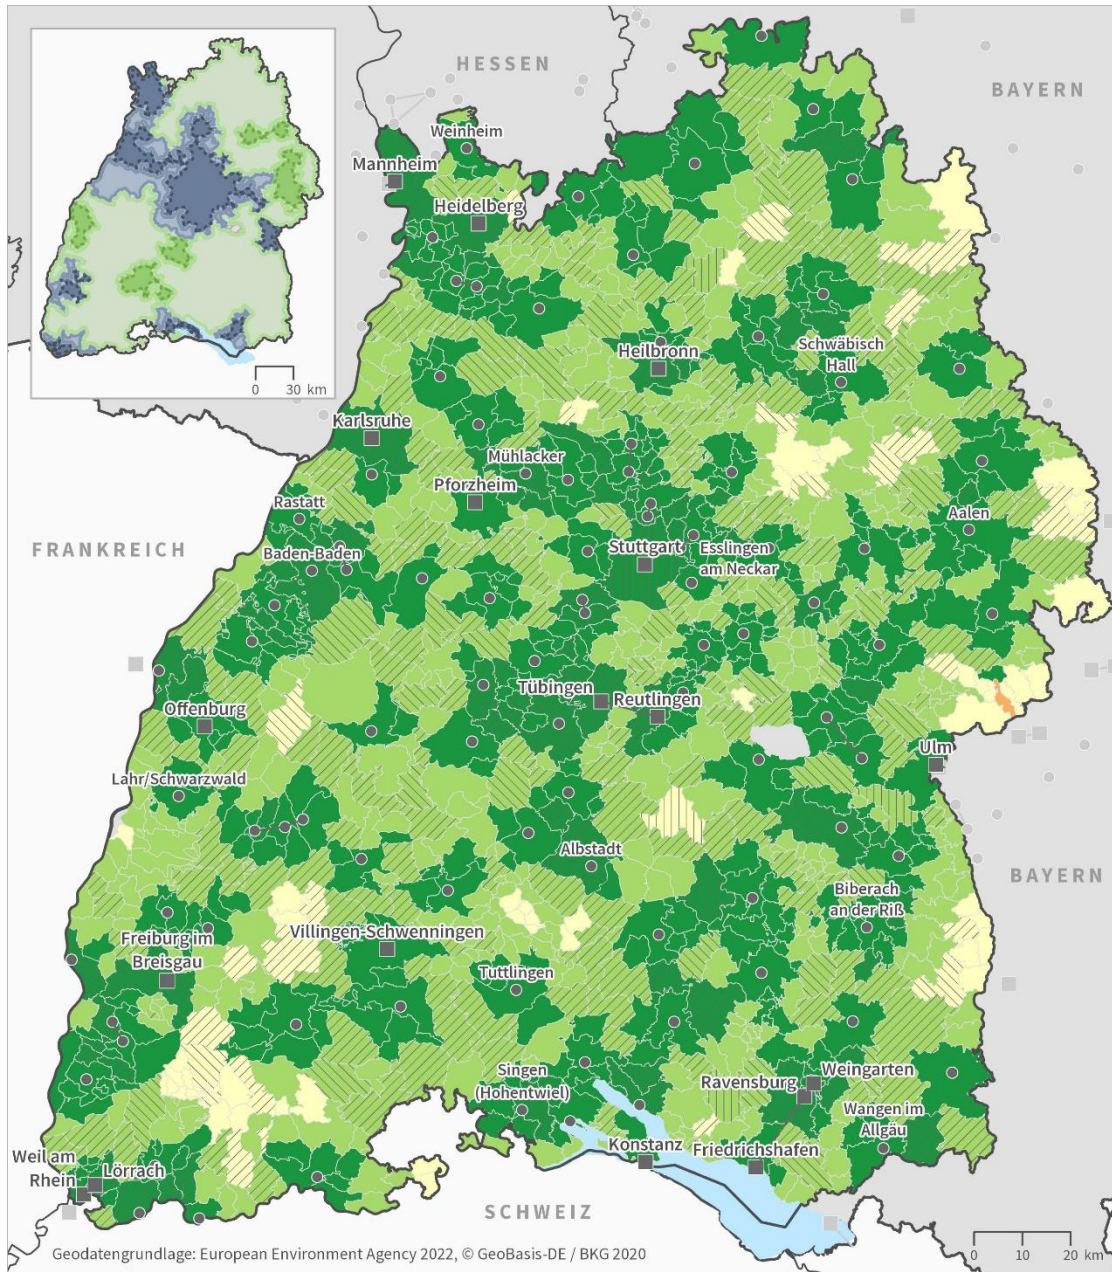 HESSEN
BAYERN
Weinheim
Mannheim
Heidelberg
0 30 km
Heilbronn
Schwäbisch
Hall
Karlsruhe
Mühlacker
Pforzheim
Rastatt
Aalen
FRANKREICH
Baden-Baden
Stuttgart
Esslingen
am Neckar
Tübingen
Reutlingen
Offenburg
Ulm
Lahr/Schwarzwald
Albstadt
BAYERN
Biberach
an der Riß
Freiburg im
Breisgau
Villingen-Schwenningen
Tuttlingen
Singen
(Hohentwiel)
Ravensburg
Weingarten
Wangen im
Allgäu
Weil am
Rhein
Lörrach
Konstanz
Friedrichshafen
SCHWEIZ
Geodatengrundlage: European Environment Agency 2022, © GeoBasis-DE / BKG 2020
0 10 20 km